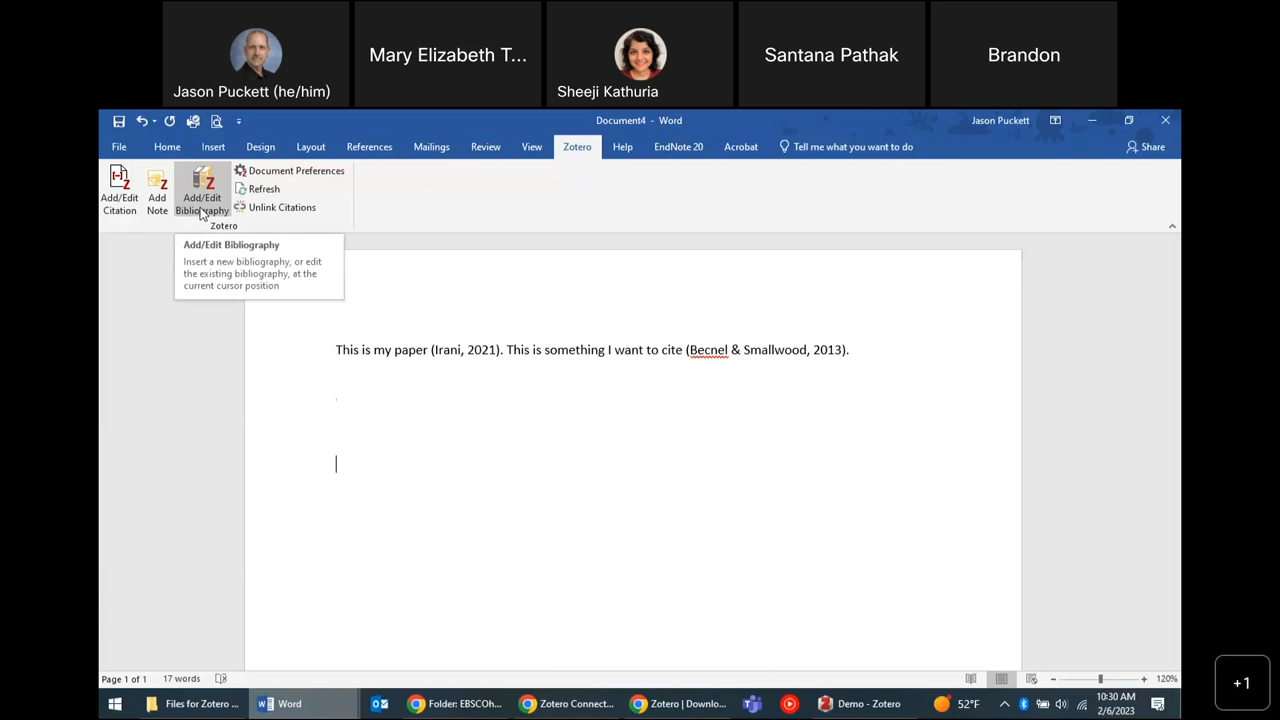 Jason Puckett (he/him)
Mary Elizabeth T...
Sheeji Kathuria
Santana Pathak
Brandon
Document4 - Word
Jason Puckett
File Home Insert Design Layout References Mailings Review View Zotero Help EndNote 20 Acrobat Tell me what you want to do Share
Add/Edit Citation
Add Note
Add/Edit Bibliography
Document Preferences
Refresh
Unlink Citations
Zotero
Add/Edit Bibliography
Insert a new bibliography, or edit
the existing bibliography, at the
current cursor position
This is my paper (Irani, 2021). This is something I want to cite (Becnel & Smallwood, 2013).
Page 1 of 1 17 words 120%
+1
Files for Zotero ... Word Folder: EBSCOh... Zotero Connect... Zotero | Downlo... Demo - Zotero 52°F 10:30 AM
2/6/2023